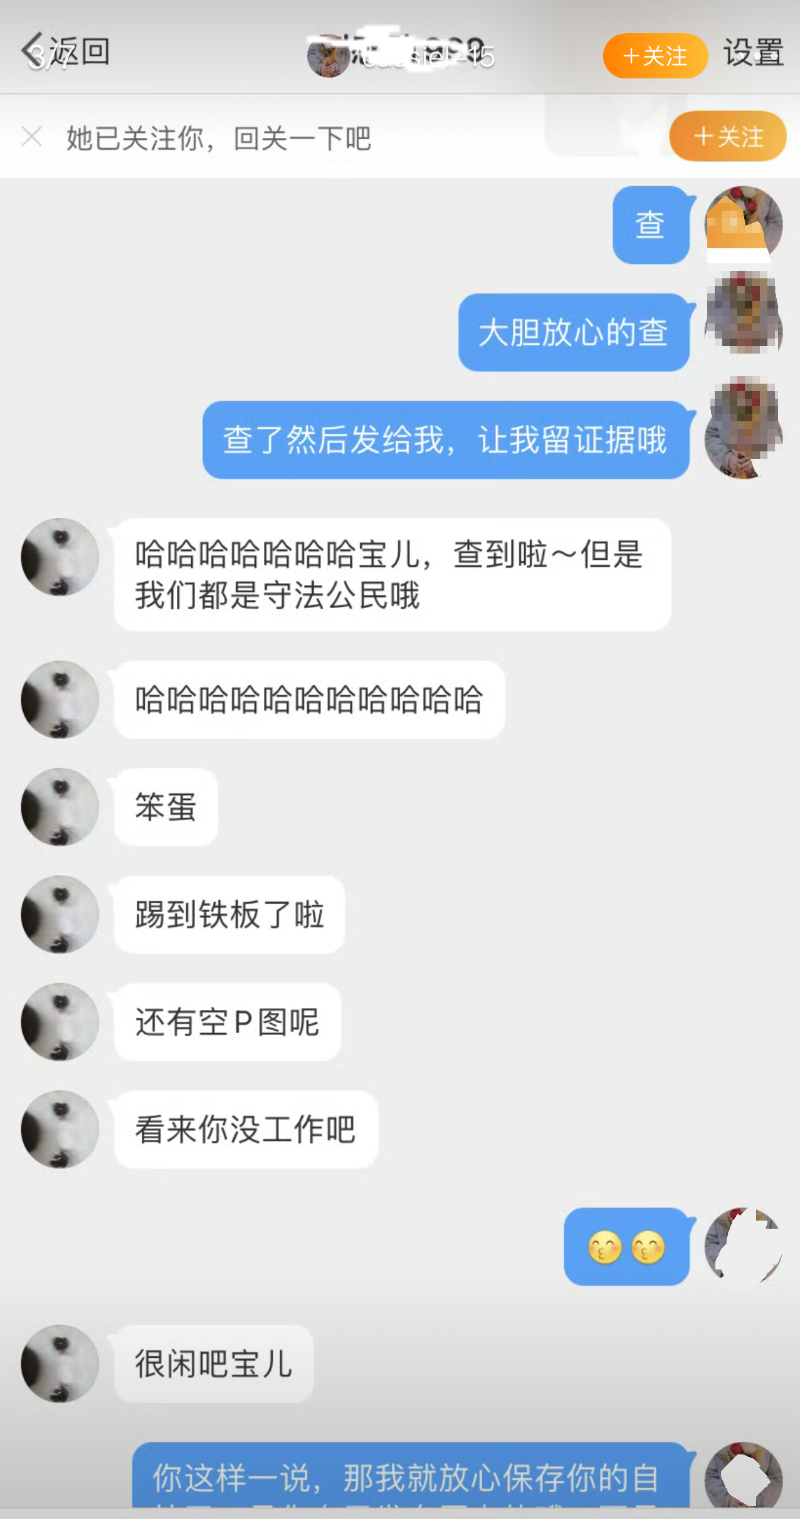 返回
3/7
+关注
设置
她已关注你，回关一下吧
+关注
查
大胆放心的查
查了然后发给我，让我留证据哦
哈哈哈哈哈哈哈宝儿，查到啦～但是
我们都是守法公民哦
哈哈哈哈哈哈哈哈哈哈哈
笨蛋
踢到铁板了啦
还有空P图呢
看来你没工作吧
😙😙
很闲吧宝儿
你这样一说，那我就放心保存你的自